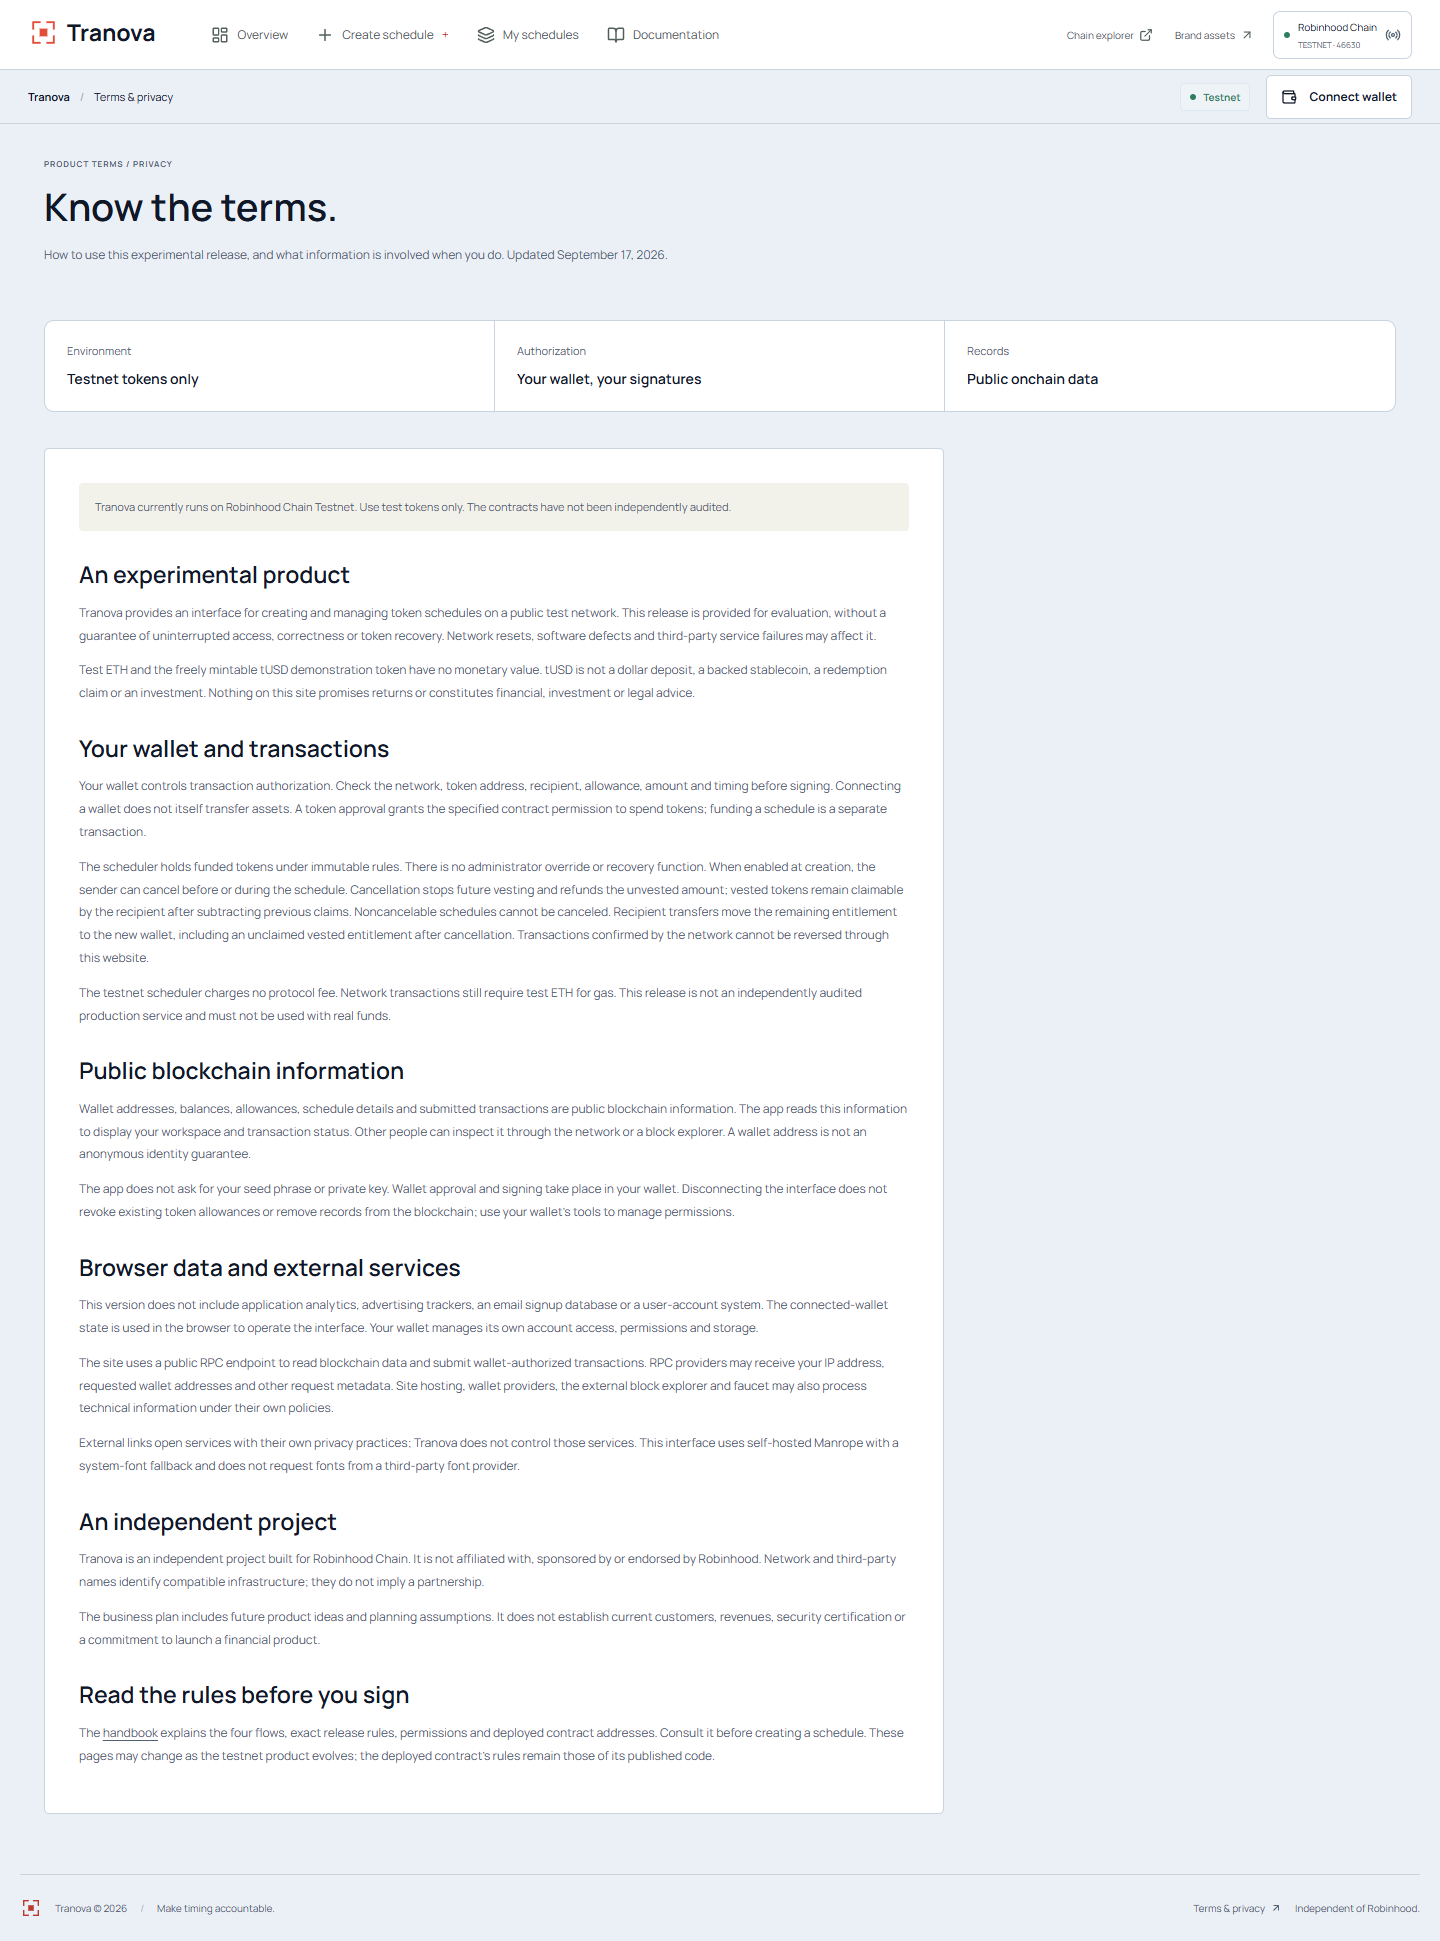 Tranova
Overview
Create schedule +
My schedules
Documentation
Chain explorer
Brand assets
Robinhood Chain
TESTNET · 46630
Tranova / Terms & privacy
Testnet
Connect wallet
PRODUCT TERMS / PRIVACY
Know the terms.
How to use this experimental release, and what information is involved when you do. Updated September 17, 2026.
Environment
Testnet tokens only
Authorization
Your wallet, your signatures
Records
Public onchain data
Tranova currently runs on Robinhood Chain Testnet. Use test tokens only. The contracts have not been independently audited.
An experimental product
Tranova provides an interface for creating and managing token schedules on a public test network. This release is provided for evaluation, without a
guarantee of uninterrupted access, correctness or token recovery. Network resets, software defects and third-party service failures may affect it.
Test ETH and the freely mintable tUSD demonstration token have no monetary value. tUSD is not a dollar deposit, a backed stablecoin, a redemption
claim or an investment. Nothing on this site promises returns or constitutes financial, investment or legal advice.
Your wallet and transactions
Your wallet controls transaction authorization. Check the network, token address, recipient, allowance, amount and timing before signing. Connecting
a wallet does not itself transfer assets. A token approval grants the specified contract permission to spend tokens; funding a schedule is a separate
transaction.
The scheduler holds funded tokens under immutable rules. There is no administrator override or recovery function. When enabled at creation, the
sender can cancel before or during the schedule. Cancellation stops future vesting and refunds the unvested amount; vested tokens remain claimable
by the recipient after subtracting previous claims. Noncancelable schedules cannot be canceled. Recipient transfers move the remaining entitlement
to the new wallet, including an unclaimed vested entitlement after cancellation. Transactions confirmed by the network cannot be reversed through
this website.
The testnet scheduler charges no protocol fee. Network transactions still require test ETH for gas. This release is not an independently audited
production service and must not be used with real funds.
Public blockchain information
Wallet addresses, balances, allowances, schedule details and submitted transactions are public blockchain information. The app reads this information
to display your workspace and transaction status. Other people can inspect it through the network or a block explorer. A wallet address is not an
anonymous identity guarantee.
The app does not ask for your seed phrase or private key. Wallet approval and signing take place in your wallet. Disconnecting the interface does not
revoke existing token allowances or remove records from the blockchain; use your wallet's tools to manage permissions.
Browser data and external services
This version does not include application analytics, advertising trackers, an email signup database or a user-account system. The connected-wallet
state is used in the browser to operate the interface. Your wallet manages its own account access, permissions and storage.
The site uses a public RPC endpoint to read blockchain data and submit wallet-authorized transactions. RPC providers may receive your IP address,
requested wallet addresses and other request metadata. Site hosting, wallet providers, the external block explorer and faucet may also process
technical information under their own policies.
External links open services with their own privacy practices; Tranova does not control those services. This interface uses self-hosted Manrope with a
system-font fallback and does not request fonts from a third-party font provider.
An independent project
Tranova is an independent project built for Robinhood Chain. It is not affiliated with, sponsored by or endorsed by Robinhood. Network and third-party
names identify compatible infrastructure; they do not imply a partnership.
The business plan includes future product ideas and planning assumptions. It does not establish current customers, revenues, security certification or
a commitment to launch a financial product.
Read the rules before you sign
The handbook explains the four flows, exact release rules, permissions and deployed contract addresses. Consult it before creating a schedule. These
pages may change as the testnet product evolves; the deployed contract's rules remain those of its published code.
Tranova © 2026 / Make timing accountable.
Terms & privacy
Independent of Robinhood.